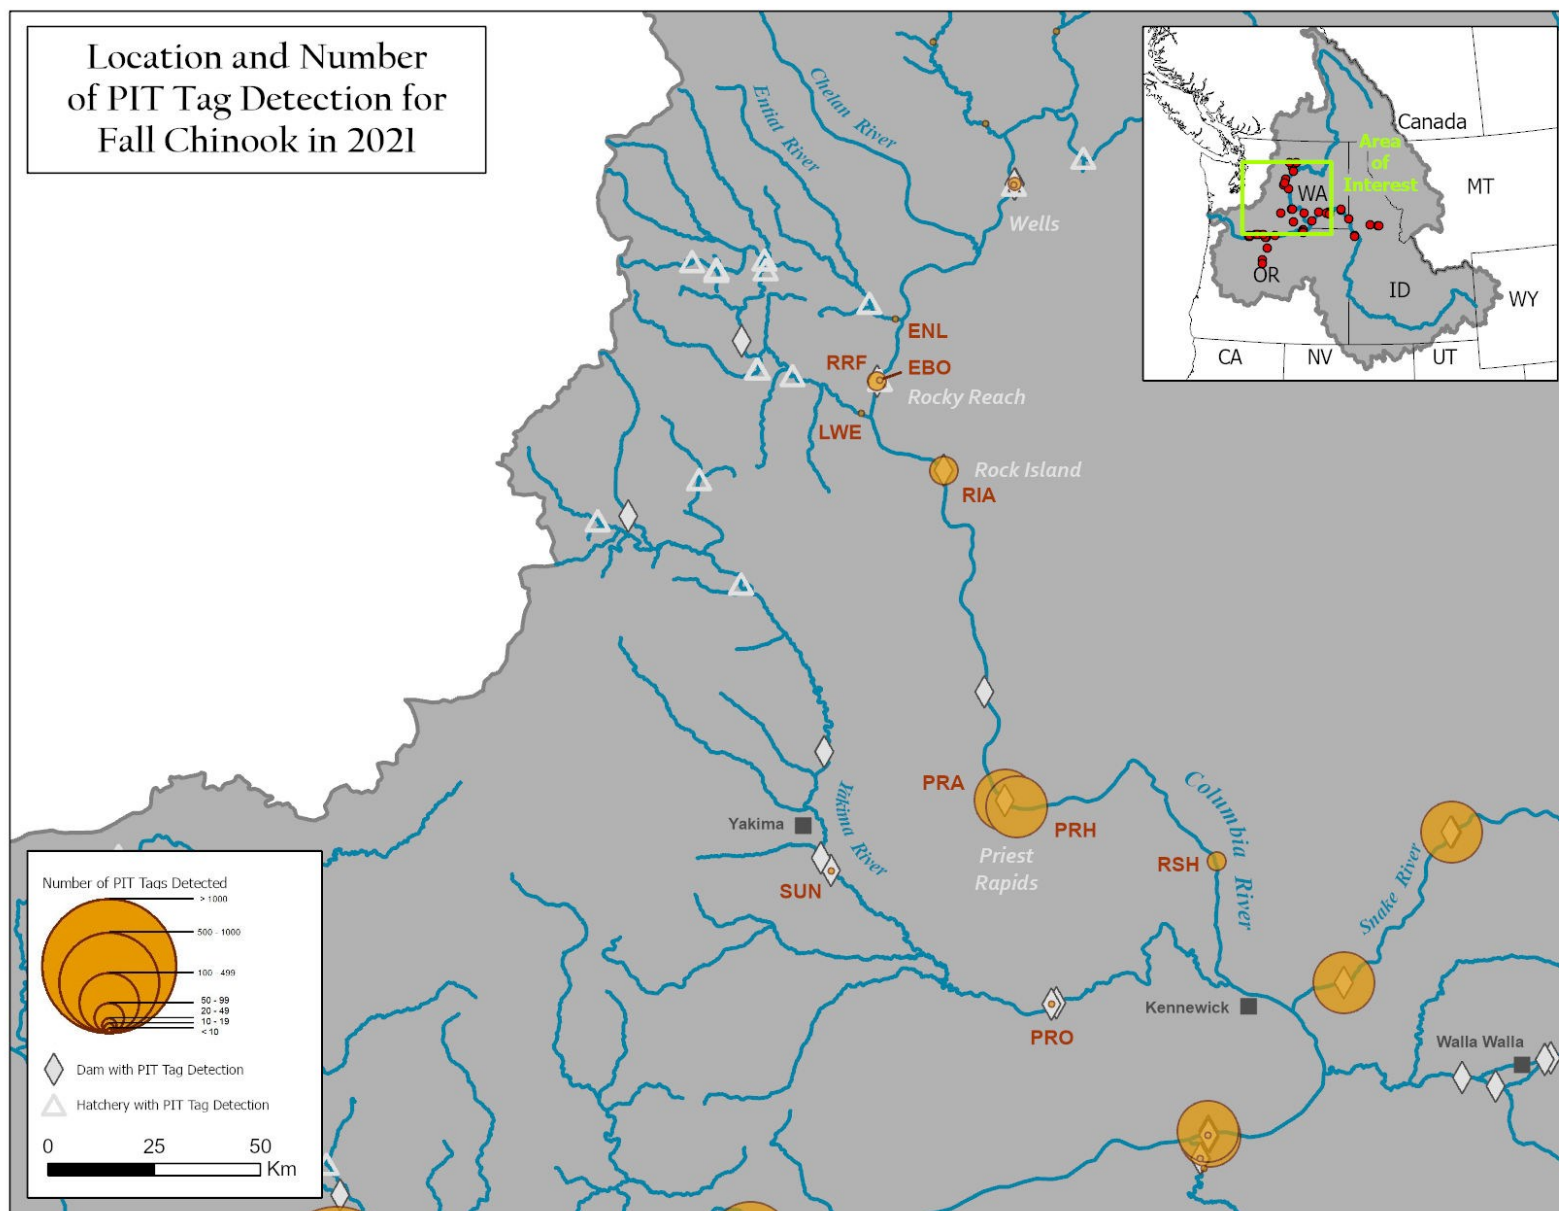 Location and Number
of PIT Tag Detection for
Fall Chinook in 2021
Chelan River
Entiat River
Wells
ENL
RRF
EBO
Rocky Reach
LWE
Rock Island
RIA
Canada
Area
of
Interest
WA
MT
OR
ID
WY
CA
NV
UT
PRA
PRH
Priest
Rapids
Yakima
Yakima River
SUN
Columbia
River
RSH
Snake River
Kennewick
PRO
Walla Walla
Number of PIT Tags Detected
> 1000
500 - 1000
100 - 499
50 - 99
20 - 49
10 - 19
< 10
Dam with PIT Tag Detection
Hatchery with PIT Tag Detection
0 25 50
Km